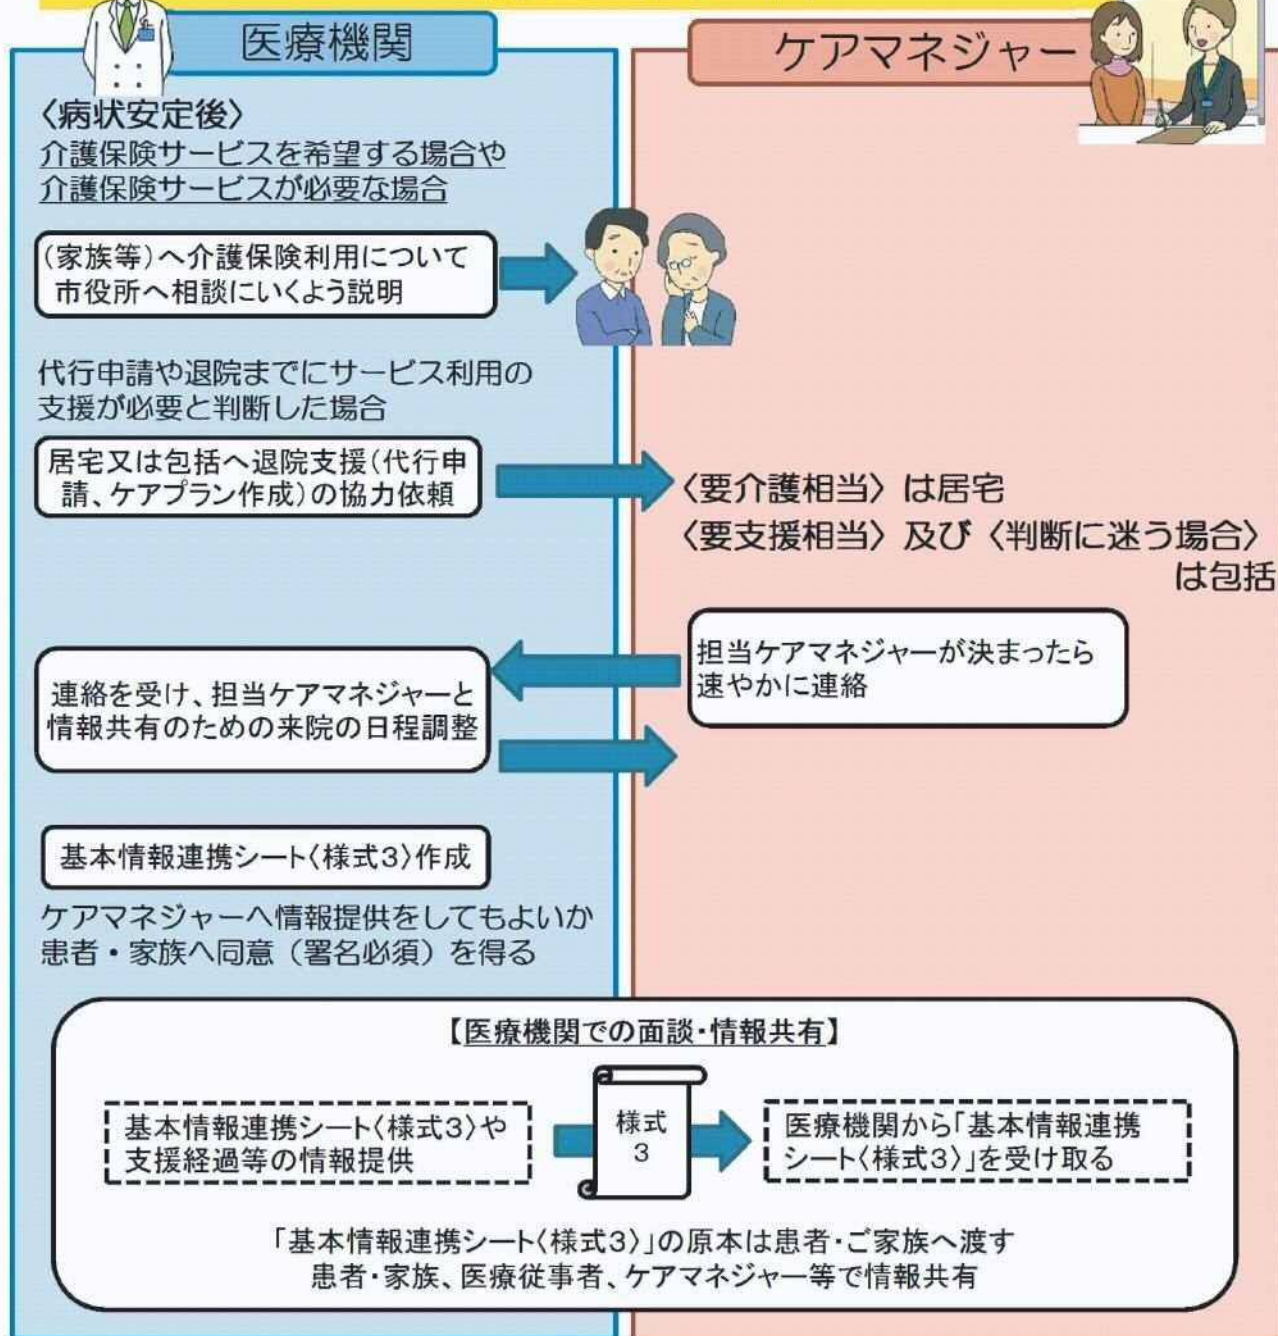 医療機関
ケアマネジャー
〈病状安定後〉
介護保険サービスを希望する場合や
介護保険サービスが必要な場合
(家族等)へ介護保険利用について
市役所へ相談にいくよう説明
代行申請や退院までにサービス利用の
支援が必要と判断した場合
居宅又は包括へ退院支援(代行申
請、ケアプラン作成)の協力依頼
〈要介護相当〉は居宅
〈要支援相当〉及び〈判断に迷う場合〉
は包括
担当ケアマネジャーが決まったら
速やかに連絡
連絡を受け、担当ケアマネジャーと
情報共有のための来院の日程調整
基本情報連携シート〈様式3〉作成
ケアマネジャーへ情報提供をしてもよいか
患者・家族へ同意（署名必須）を得る
【医療機関での面談・情報共有】
基本情報連携シート〈様式3〉や
支援経過等の情報提供
様式
3
医療機関から「基本情報連携
シート〈様式3〉」を受け取る
「基本情報連携シート〈様式3〉」の原本は患者・ご家族へ渡す
患者・家族、医療従事者、ケアマネジャー等で情報共有